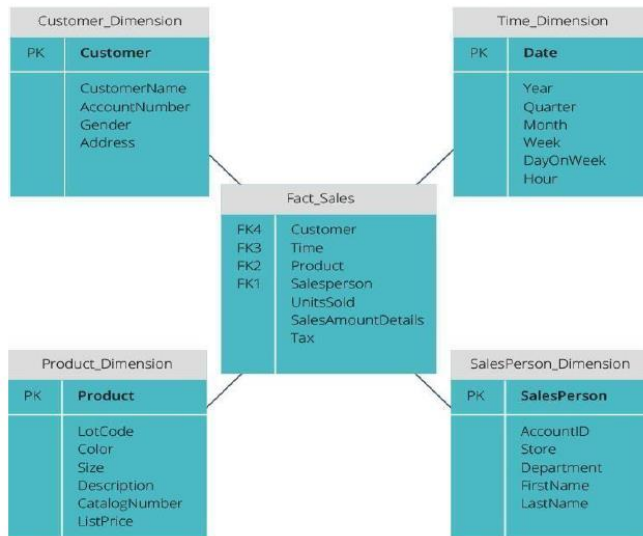 Customer_Dimension
PK Customer
CustomerName
AccountNumber
Gender
Address
Time_Dimension
PK Date
Year
Quarter
Month
Week
DayOnWeek
Hour
Fact_Sales
FK4 Customer
FK3 Time
FK2 Product
FK1 Salesperson
UnitsSold
SalesAmountDetails
Tax
Product_Dimension
PK Product
LotCode
Color
Size
Description
CatalogNumber
ListPrice
SalesPerson_Dimension
PK SalesPerson
AccountID
Store
Department
FirstName
LastName